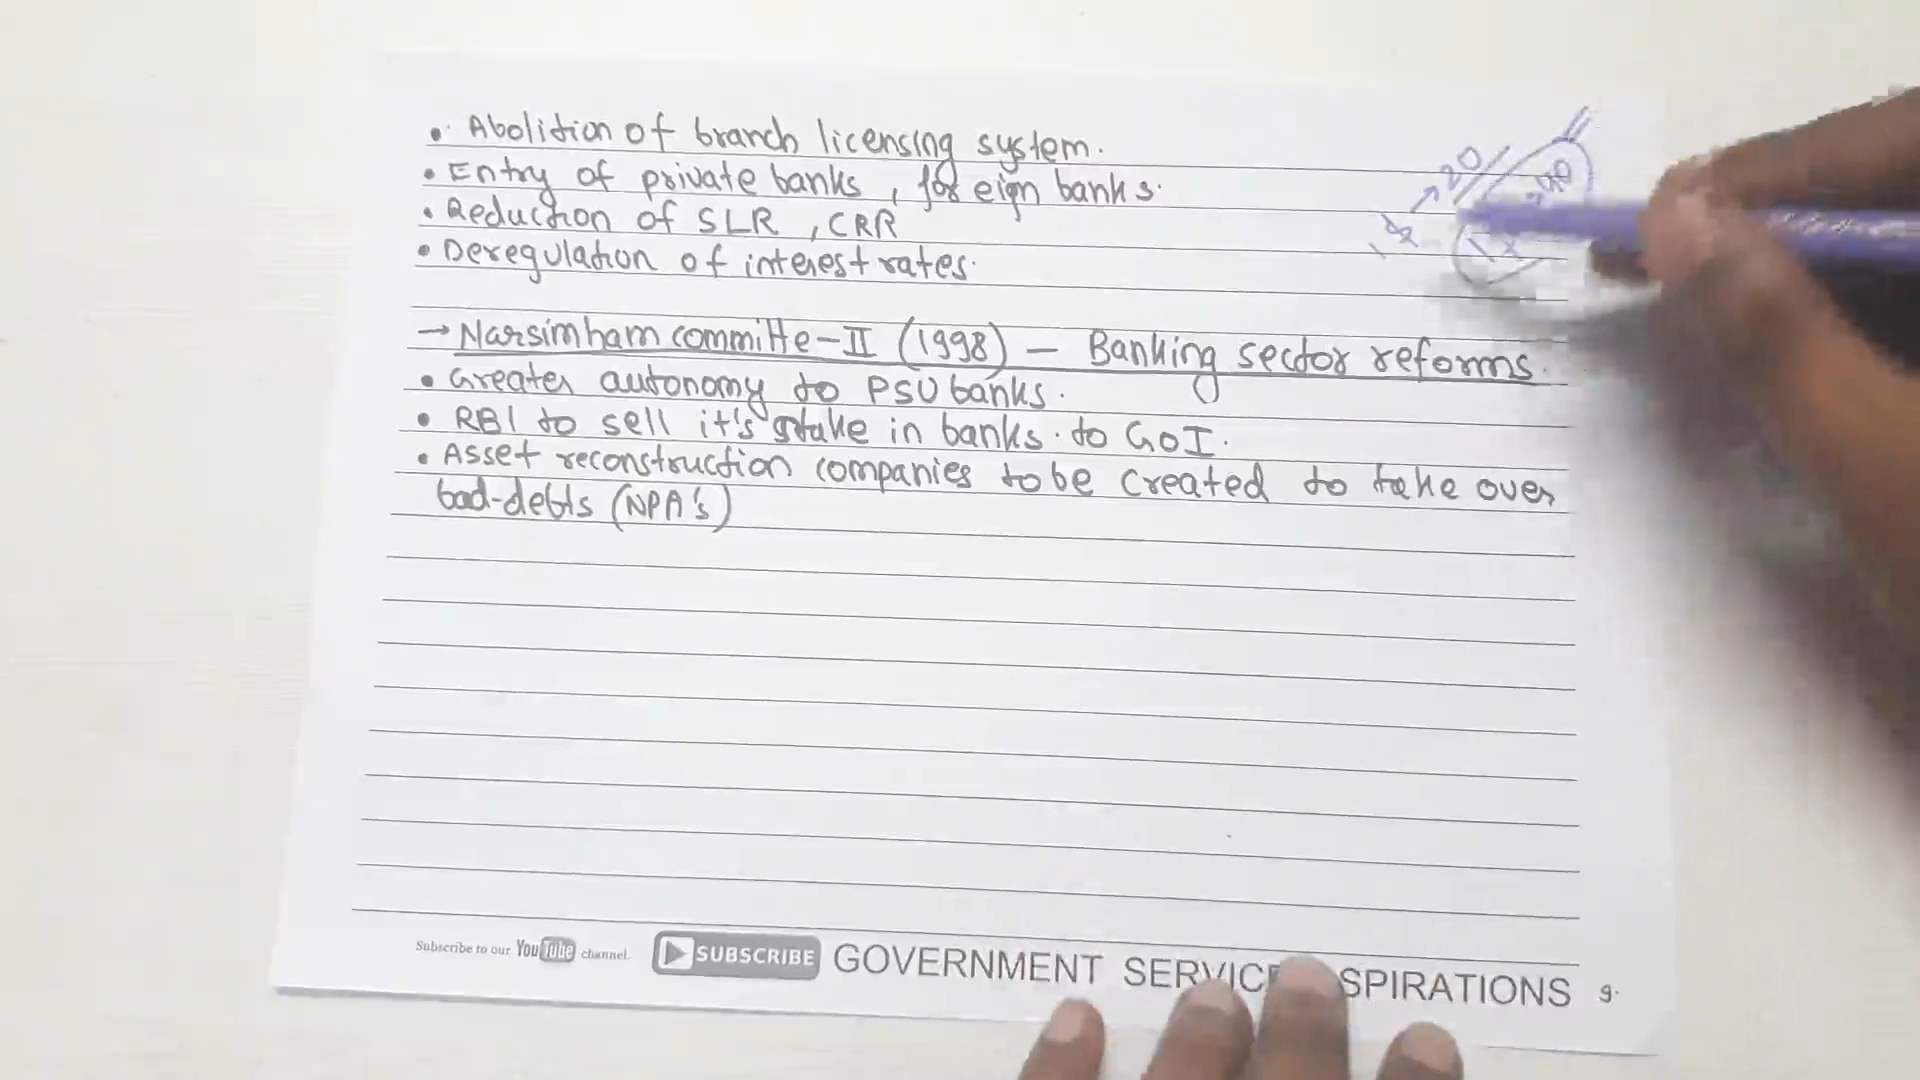 • Abolition of branch licensing system.
• Entry of private banks, foreign banks.
• Reduction of SLR, CRR
• Deregulation of interest rates.
→ Narsimham committe-II (1998) — Banking sector reforms.
• Greater autonomy to PSU banks.
• RBI to sell it's stake in banks. to GOI.
• Asset reconstruction companies to be created to take over
bad-debts (NPA's)
Subscribe to our YouTube channel. SUBSCRIBE GOVERNMENT SERVICE SPIRATIONS 9.